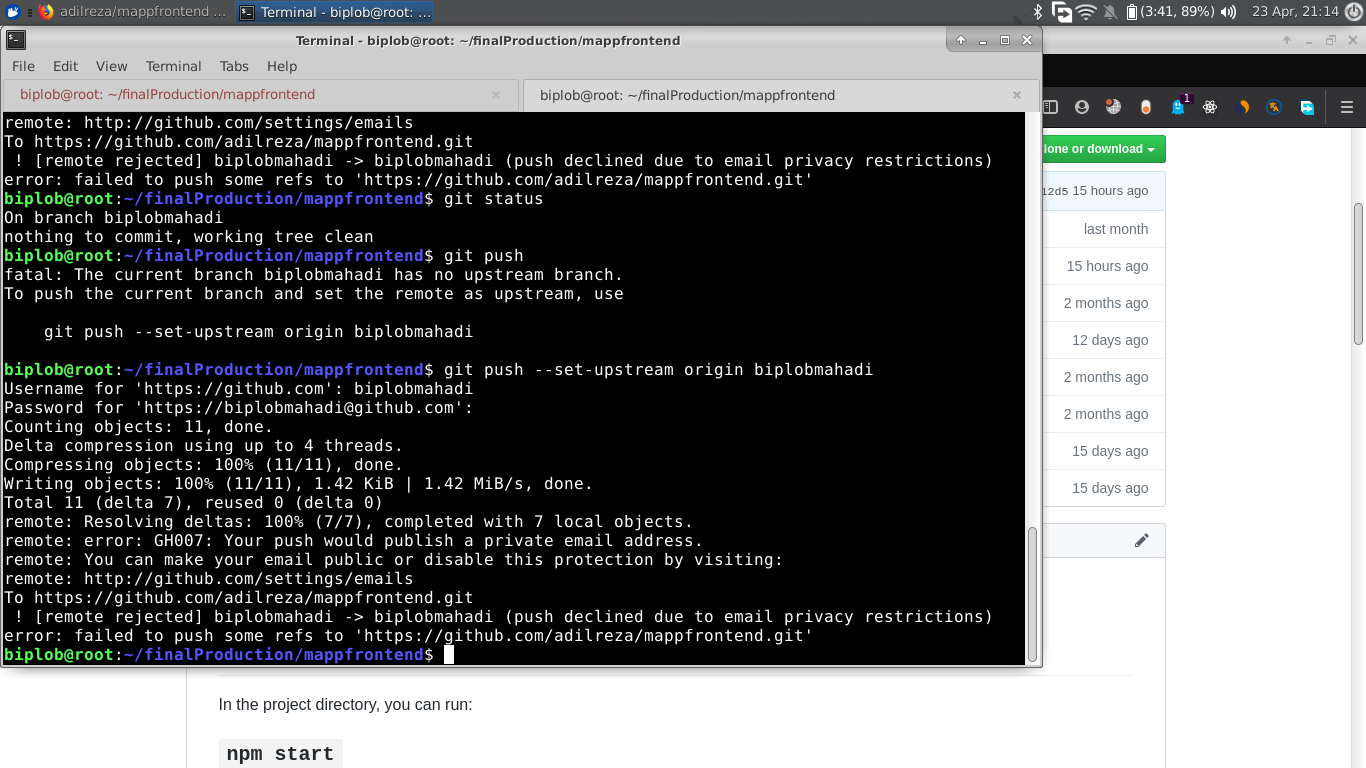 adilreza/mappfrontend ...
Terminal - biplob@root: ...
(3:41, 89%)
23 Apr, 21:14
Terminal - biplob@root: ~/finalProduction/mappfrontend
File Edit View Terminal Tabs Help
biplob@root: ~/finalProduction/mappfrontend
biplob@root: ~/finalProduction/mappfrontend
1
remote: http://github.com/settings/emails
To https://github.com/adilreza/mappfrontend.git
! [remote rejected] biplobmahadi -> biplobmahadi (push declined due to email privacy restrictions)
error: failed to push some refs to 'https://github.com/adilreza/mappfrontend.git'
biplob@root:~/finalProduction/mappfrontend$ git status
On branch biplobmahadi
nothing to commit, working tree clean
biplob@root:~/finalProduction/mappfrontend$ git push
fatal: The current branch biplobmahadi has no upstream branch.
To push the current branch and set the remote as upstream, use
git push --set-upstream origin biplobmahadi
biplob@root:~/finalProduction/mappfrontend$ git push --set-upstream origin biplobmahadi
Username for 'https://github.com': biplobmahadi
Password for 'https://biplobmahadi@github.com':
Counting objects: 11, done.
Delta compression using up to 4 threads.
Compressing objects: 100% (11/11), done.
Writing objects: 100% (11/11), 1.42 KiB | 1.42 MiB/s, done.
Total 11 (delta 7), reused 0 (delta 0)
remote: Resolving deltas: 100% (7/7), completed with 7 local objects.
remote: error: GH007: Your push would publish a private email address.
remote: You can make your email public or disable this protection by visiting:
remote: http://github.com/settings/emails
To https://github.com/adilreza/mappfrontend.git
! [remote rejected] biplobmahadi -> biplobmahadi (push declined due to email privacy restrictions)
error: failed to push some refs to 'https://github.com/adilreza/mappfrontend.git'
biplob@root:~/finalProduction/mappfrontend$
lone or download
12d5 15 hours ago
last month
15 hours ago
2 months ago
12 days ago
2 months ago
2 months ago
15 days ago
15 days ago
In the project directory, you can run:
npm start